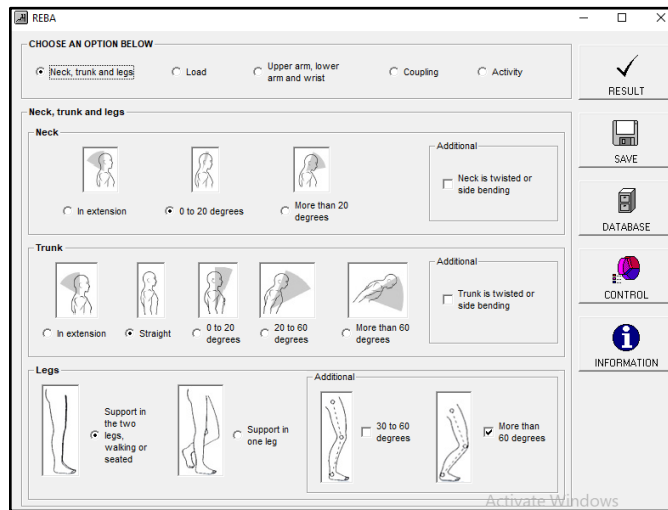 REBA
CHOOSE AN OPTION BELOW
Neck, trunk and legs
Load
Upper arm, lower
arm and wrist
Coupling
Activity
RESULT
SAVE
DATABASE
CONTROL
INFORMATION
Neck, trunk and legs
Neck
In extension
0 to 20 degrees
More than 20
degrees
Additional
Neck is twisted or
side bending
Trunk
In extension
Straight
0 to 20
degrees
20 to 60
degrees
More than 60
degrees
Additional
Trunk is twisted or
side bending
Legs
Support in
the two
legs,
walking or
seated
Support in
one leg
Additional
30 to 60
degrees
More than
60 degrees
Activate Windows